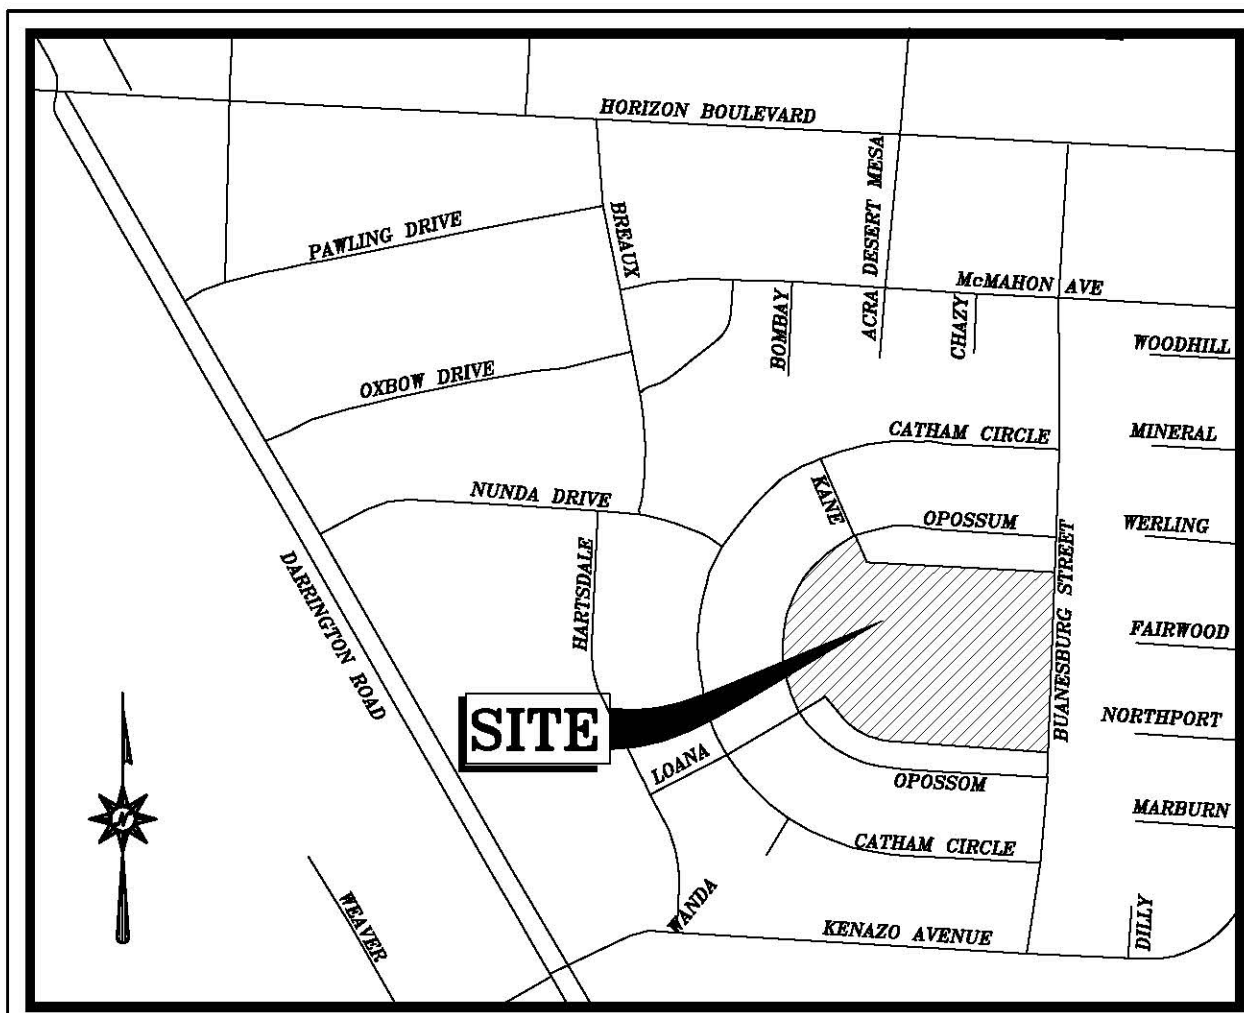 HORIZON BOULEVARD
DESERT MESA
PAWLING DRIVE
BREAUX
McMAHON AVE
BOMBAY
ACRA
CHAZY
WOODHILL
OXBOW DRIVE
CATHAM CIRCLE
MINERAL
NUNDA DRIVE
KANE
OPOSSUM
WERLING
HARTSDALE
DARRINGTON ROAD
BUANESBURG STREET
FAIRWOOD
SITE
NORTHPORT
LOANA
OPOSSOM
MARBURN
N
CATHAM CIRCLE
WANDA
WEAVER
KENAZO AVENUE
DILLY